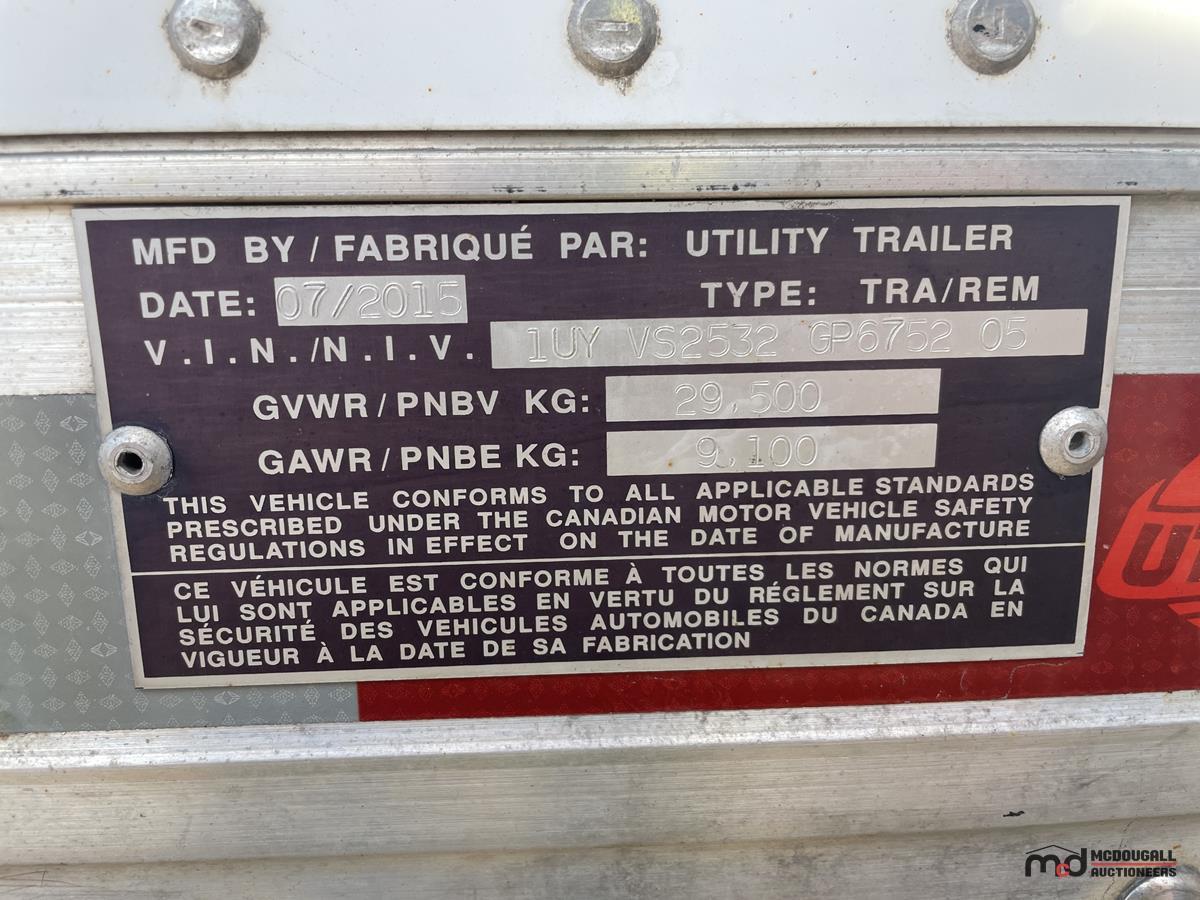 MFD BY / FABRIQUÉ PAR: UTILITY TRAILER
DATE: 07/2015 TYPE: TRA/REM
V.I.N./N.I.V. 1UY VS2532 GP6752 05
GVWR/PNBV KG: 29,500
GAWR/PNBE KG: 9,100
THIS VEHICLE CONFORMS TO ALL APPLICABLE STANDARDS
PRESCRIBED UNDER THE CANADIAN MOTOR VEHICLE SAFETY
REGULATIONS IN EFFECT ON THE DATE OF MANUFACTURE
CE VÉHICULE EST CONFORME À TOUTES LES NORMES QUI
LUI SONT APPLICABLES EN VERTU DU RÉGLEMENT SUR LA
SÉCURITÉ DES VEHICULES AUTOMOBILES DU CANADA EN
VIGUEUR À LA DATE DE SA FABRICATION
mcd MCDOUGALL
AUCTIONEERS